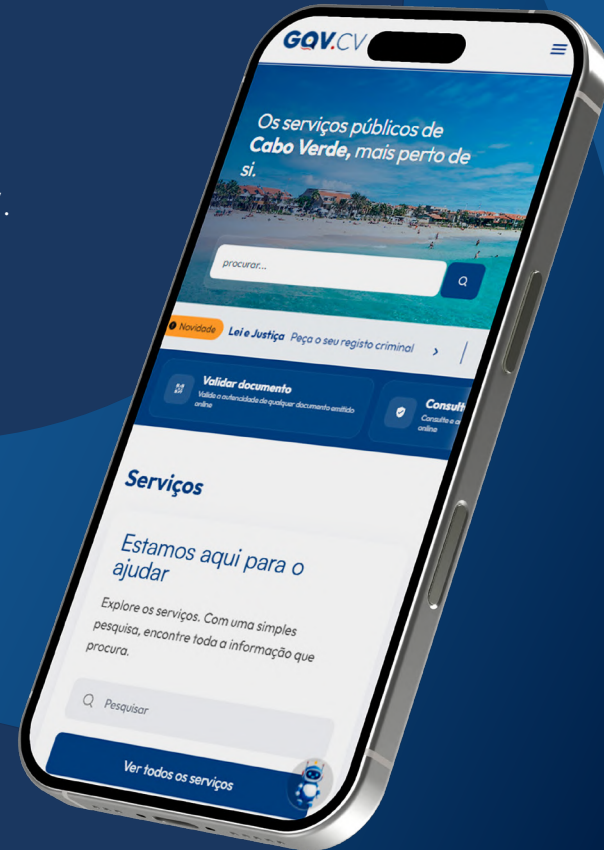 GOV.CV
Os serviços públicos de
Cabo Verde, mais perto de
si.
procurar...
Novidade Lei e Justiça Peça o seu registo criminal
Validar documento
Valide a autencidade de qualquer documento emitido
online
Consulte e
online
Serviços
Estamos aqui para o
ajudar
Explore os serviços. Com uma simples
pesquisa, encontre toda a informação que
procura.
Pesquisar
Ver todos os serviços